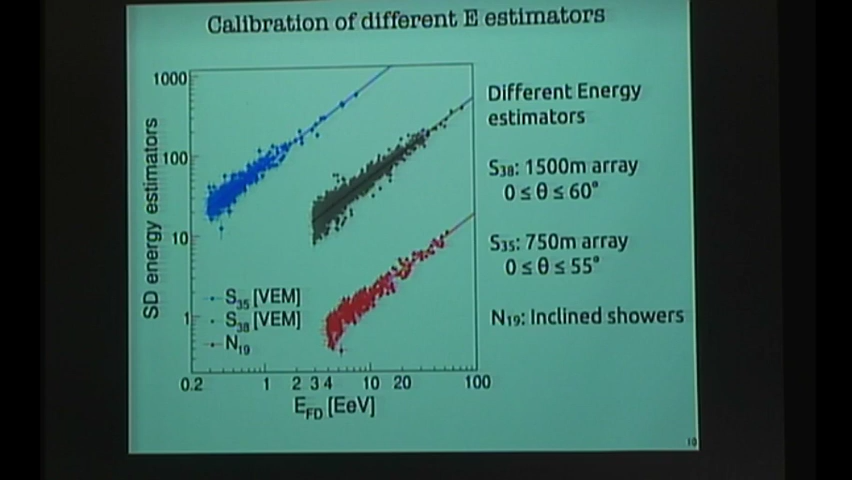 Calibration of different E estimators
1000
100
10
1
SD energy estimators
S₃₅ [VEM]
S₃₈ [VEM]
N₁₉
0.2 1 2 3 4 10 20 100
E_FD [EeV]
Different Energy
estimators
S₃₈: 1500m array
0 ≤ θ ≤ 60°
S₃₅: 750m array
0 ≤ θ ≤ 55°
N₁₉: Inclined showers
10